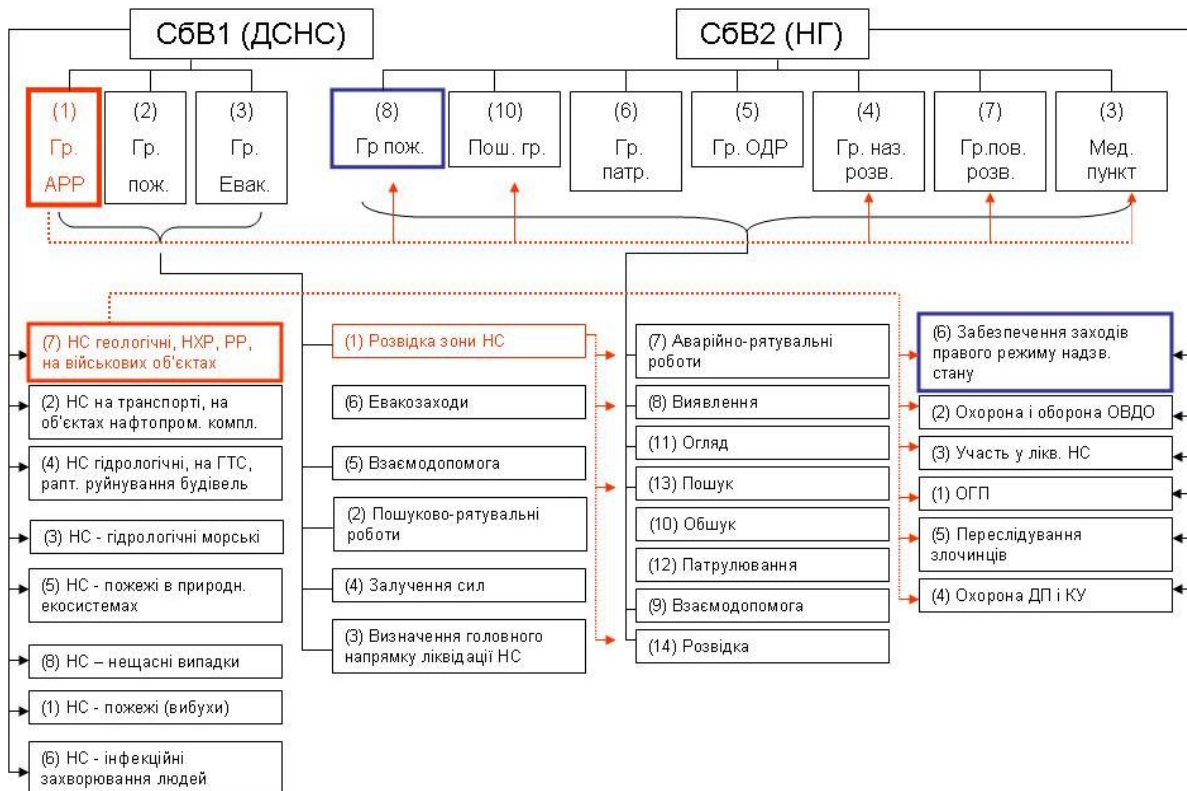 СбВ1 (ДСНС)
СбВ2 (НГ)
(1)
Гр.
АРР
(2)
Гр.
пож.
(3)
Гр.
Евак.
(8)
Гр пож.
(10)
Пош. гр.
(6)
Гр.
патр.
(5)
Гр. ОДР
(4)
Гр. наз.
розв.
(7)
Гр.пов.
розв.
(3)
Мед.
пункт
(7) НС геологічні, НХР, РР,
на військових об'єктах
(2) НС на транспорті, на
об'єктах нафтопром. компл.
(4) НС гідрологічні, на ГТС,
рапт. руйнування будівель
(3) НС - гідрологічні морські
(5) НС - пожежі в природн.
екосистемах
(8) НС – нещасні випадки
(1) НС - пожежі (вибухи)
(6) НС - інфекційні
захворювання людей
(1) Розвідка зони НС
(6) Евакозаходи
(5) Взаємодопомога
(2) Пошуково-рятувальні
роботи
(4) Залучення сил
(3) Визначення головного
напрямку ліквідації НС
(7) Аварійно-рятувальні
роботи
(8) Виявлення
(11) Огляд
(13) Пошук
(10) Обшук
(12) Патрулювання
(9) Взаємодопомога
(14) Розвідка
(6) Забезпечення заходів
правого режиму надзв.
стану
(2) Охорона і оборона ОВДО
(3) Участь у лікв. НС
(1) ОГП
(5) Переслідування
злочинців
(4) Охорона ДП і КУ